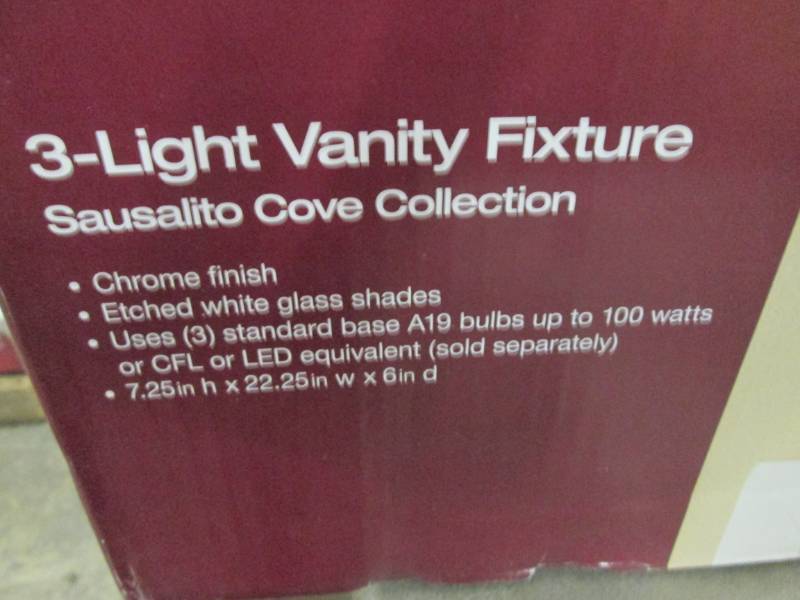 3-Light Vanity Fixture
Sausalito Cove Collection
• Chrome finish
• Etched white glass shades
• Uses (3) standard base A19 bulbs up to 100 watts
or CFL or LED equivalent (sold separately)
• 7.25in h x 22.25in w x 6in d